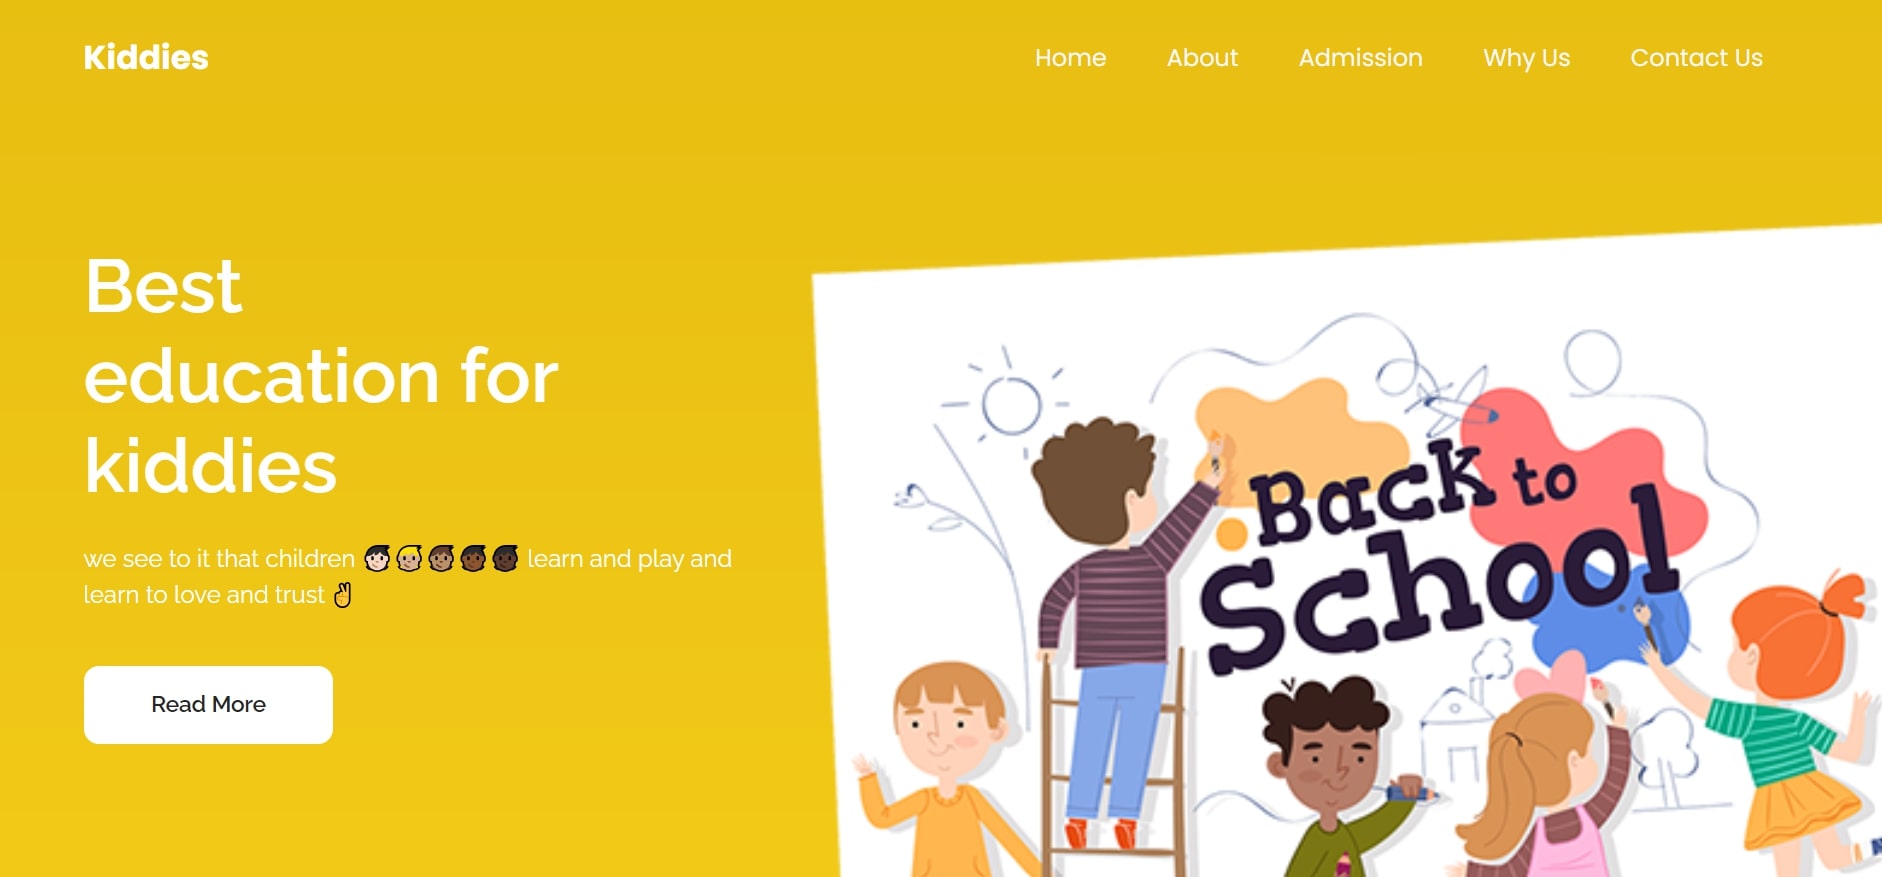 Kiddies
Home About Admission Why Us Contact Us
Best
education for
kiddies
we see to it that children 👦🏻👦🏼👦🏽👦🏾👦🏿 learn and play and
learn to love and trust ✌
Read More
Back to
School